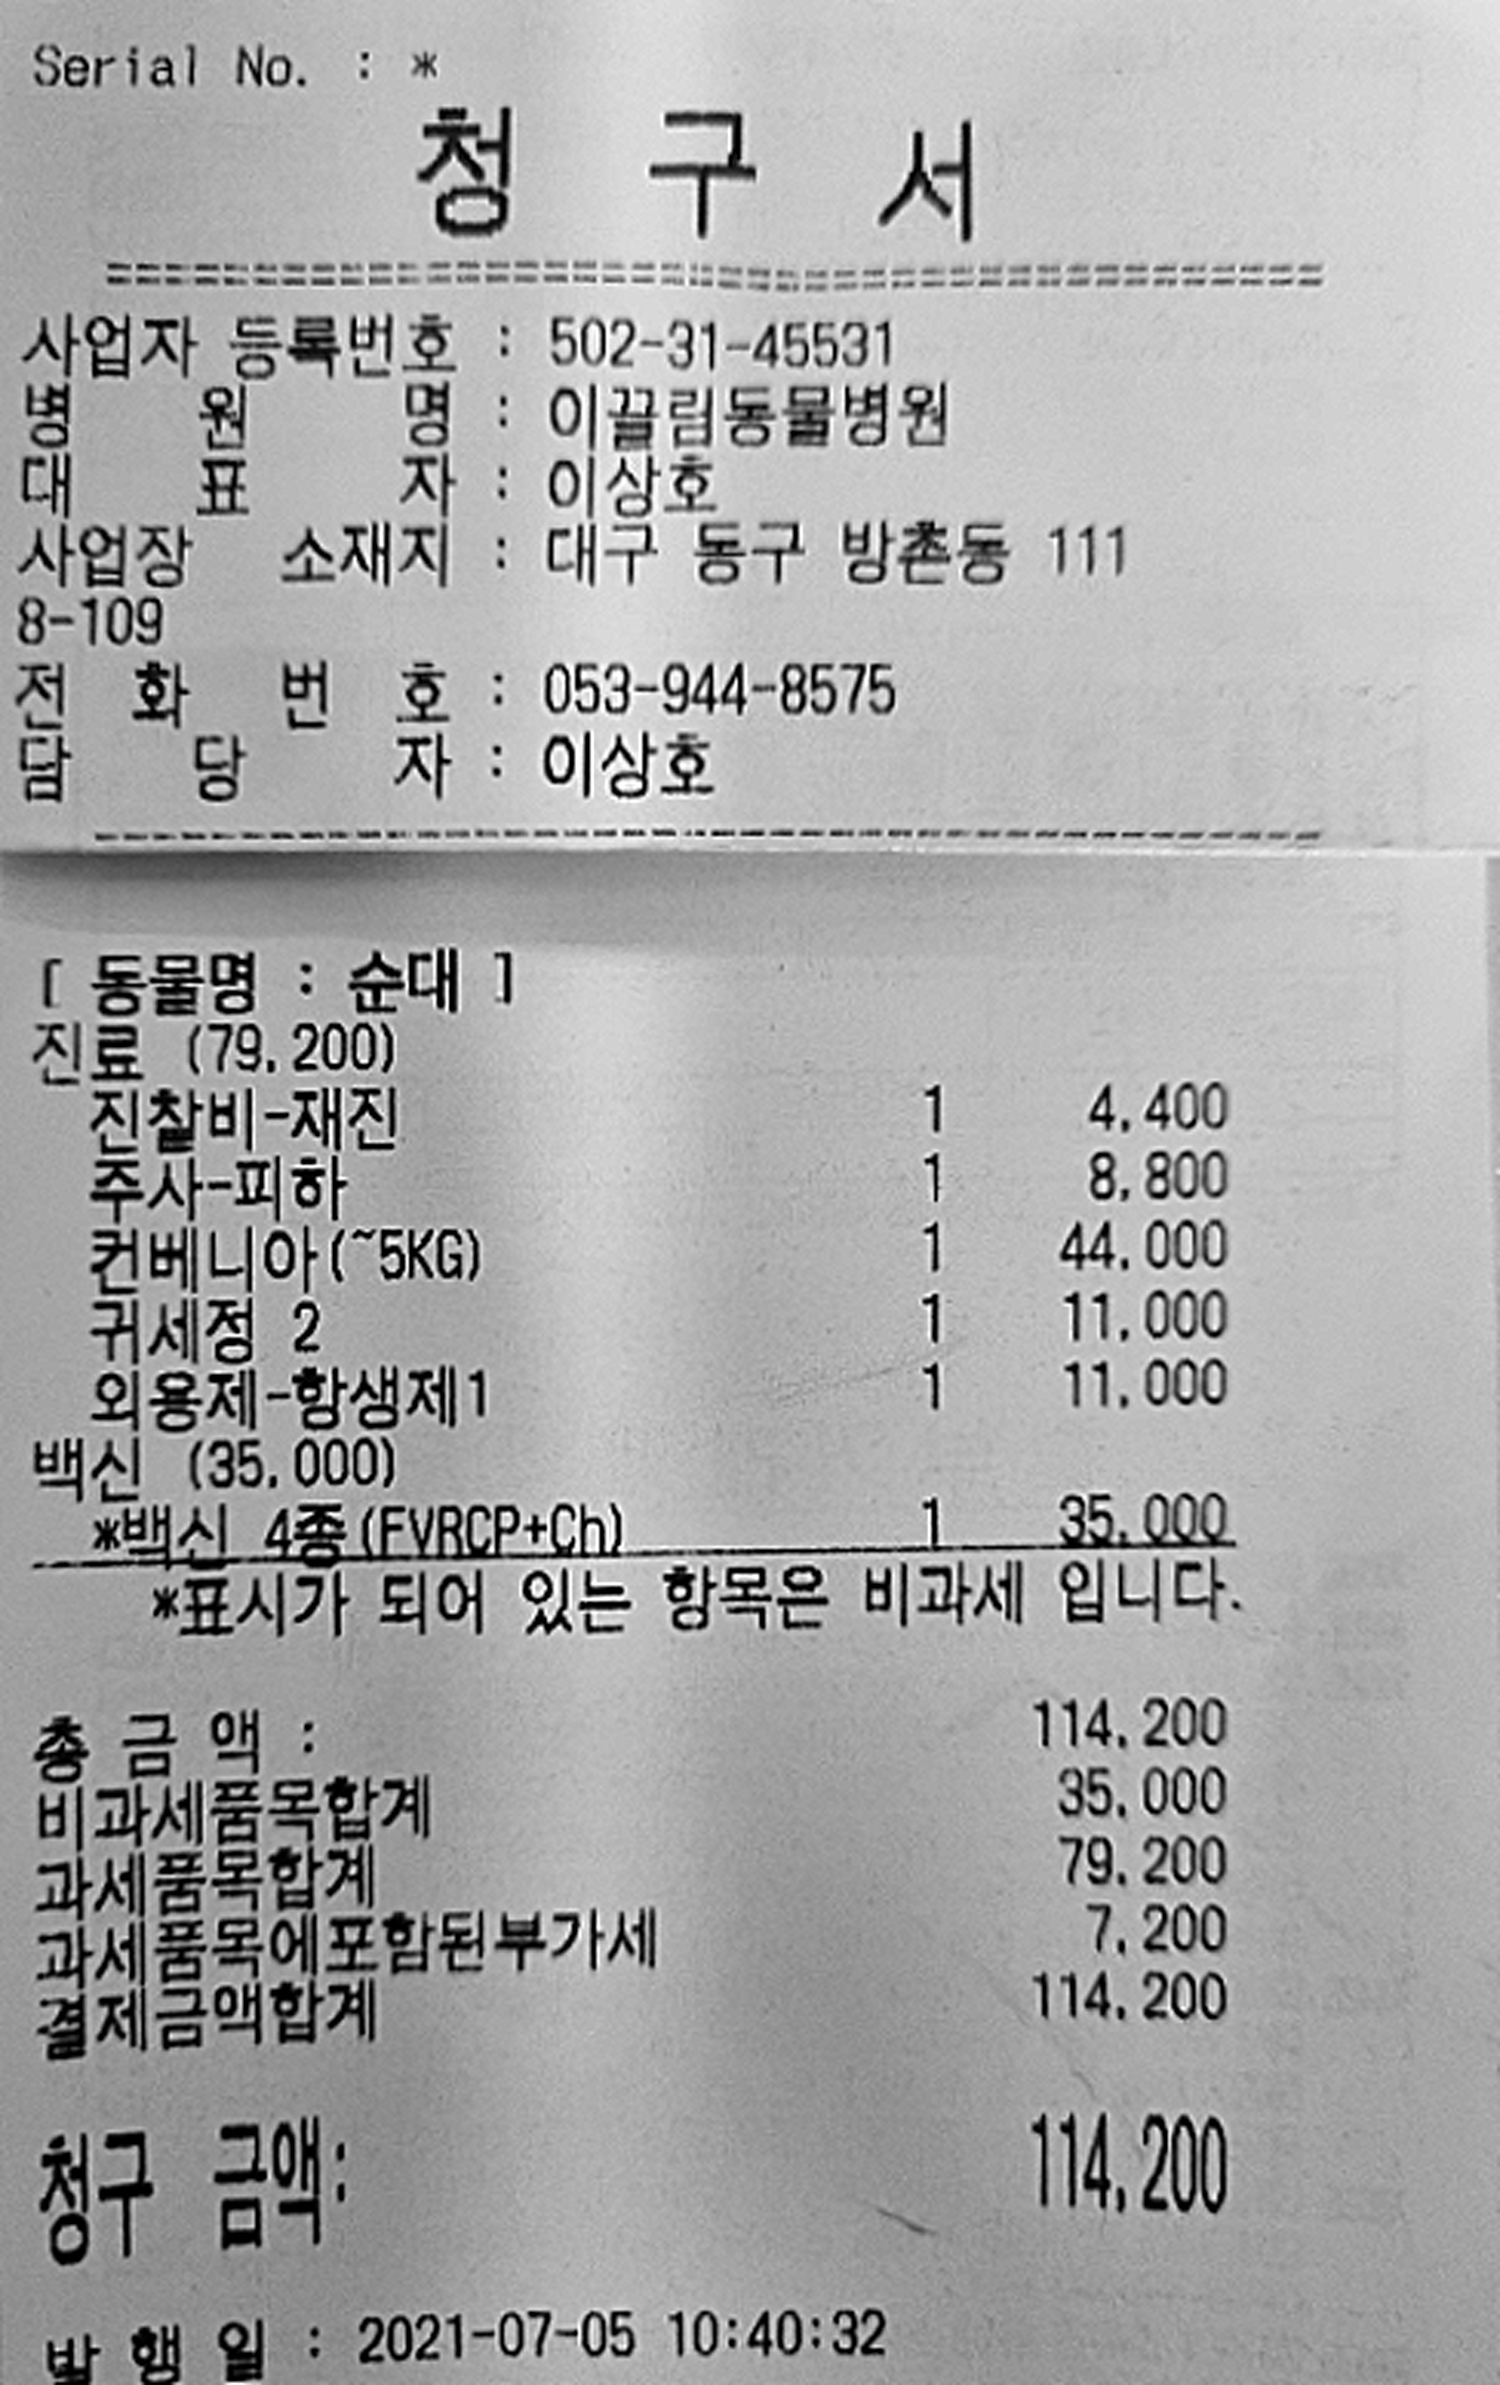 Serial No. : *
청 구 서
사업자 등록번호 : 502-31-45531
병 원 명 : 이끌림동물병원
대 표 자 : 이상호
사업장 소재지 : 대구 동구 방촌동 111
8-109
전 화 번 호 : 053-944-8575
담 당 자 : 이상호
[ 동물명 : 순대 ]
진료 (79,200)
진찰비-재진 1 4,400
주사-피하 1 8,800
컨베니아(~5KG) 1 44,000
귀세정 2 1 11,000
외용제-항생제1 1 11,000
백신 (35,000)
*백신 4종(FVRCP+Ch) 1 35,000
*표시가 되어 있는 항목은 비과세 입니다.
총 금 액 : 114,200
비과세품목합계 35,000
과세품목합계 79,200
과세품목에포함된부가세 7,200
결제금액합계 114,200
청구 금액: 114,200
발 행 일 : 2021-07-05 10:40:32